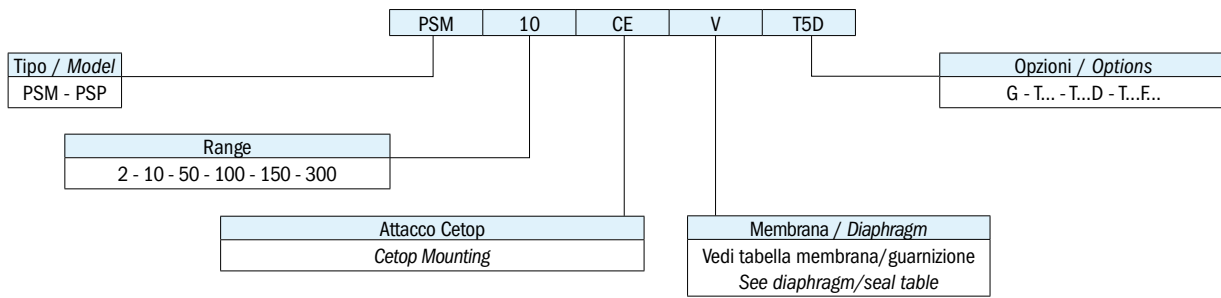 PSM 10 CE V T5D
Tipo / Model
PSM - PSP
Opzioni / Options
G - T... - T...D - T...F...
Range
2 - 10 - 50 - 100 - 150 - 300
Attacco Cetop
Cetop Mounting
Membrana / Diaphragm
Vedi tabella membrana/guarnizione
See diaphragm/seal table